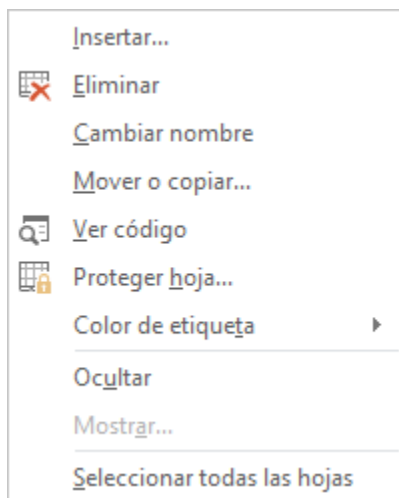 Insertar...
Eliminar
Cambiar nombre
Mover o copiar...
Ver código
Proteger hoja...
Color de etiqueta
Ocultar
Mostrar...
Seleccionar todas las hojas